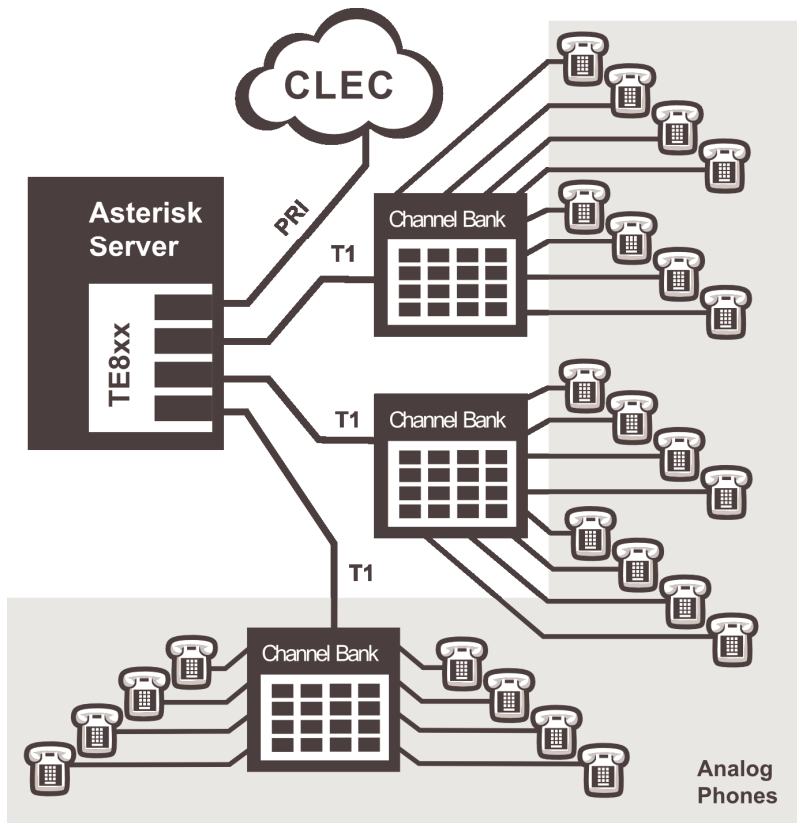 CLEC
Asterisk
Server
PRI
T1
Channel Bank
TE8xx
T1
Channel Bank
T1
Channel Bank
Analog
Phones